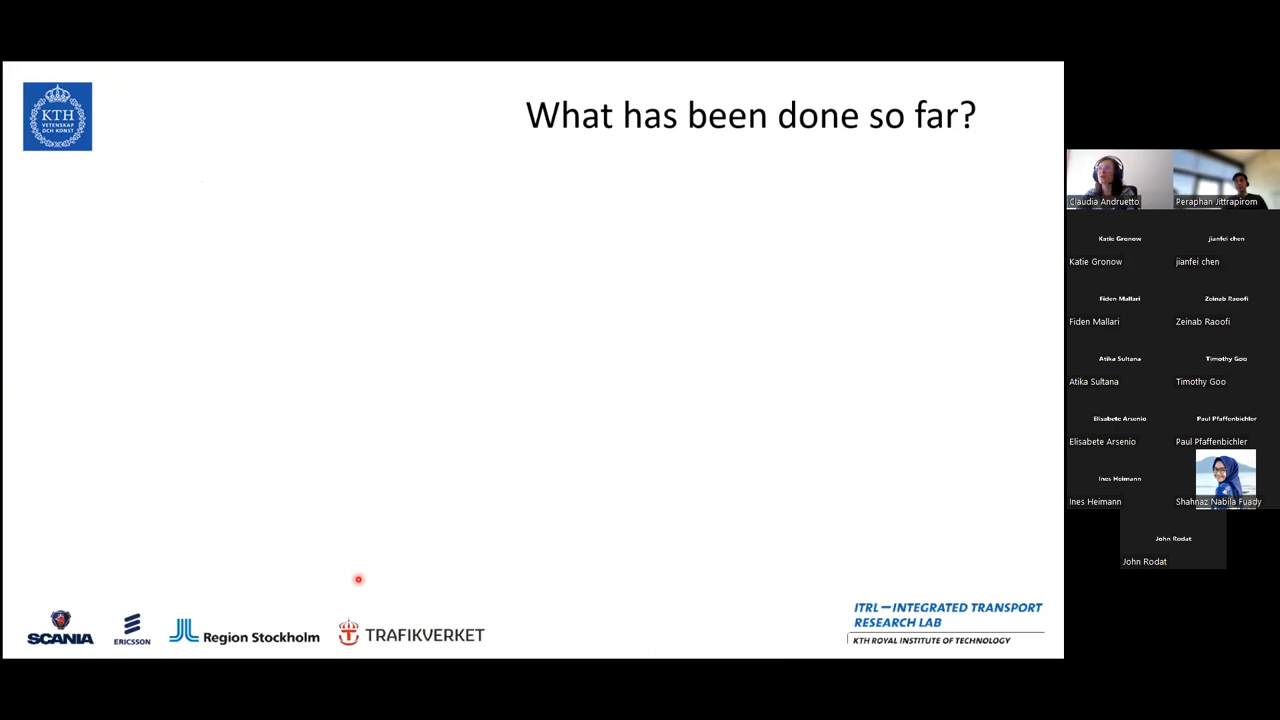 What has been done so far?
KTH
VETENSKAP
OCH KONST
SCANIA
ERICSSON
Region Stockholm
TRAFIKVERKET
ITRL – INTEGRATED TRANSPORT
RESEARCH LAB
KTH ROYAL INSTITUTE OF TECHNOLOGY
Claudia Andruetto
Peraphan Jittrapirom
Katie Gronow
jianfei chen
Katie Gronow
jianfei chen
Fiden Mallari
Zeinab Raoofi
Fiden Mallari
Zeinab Raoofi
Atika Sultana
Timothy Goo
Atika Sultana
Timothy Goo
Elisabete Arsenio
Paul Pfaffenbichler
Elisabete Arsenio
Paul Pfaffenbichler
Ines Heimann
Ines Heimann
Shahnaz Nabila Fuady
John Rodat
John Rodat